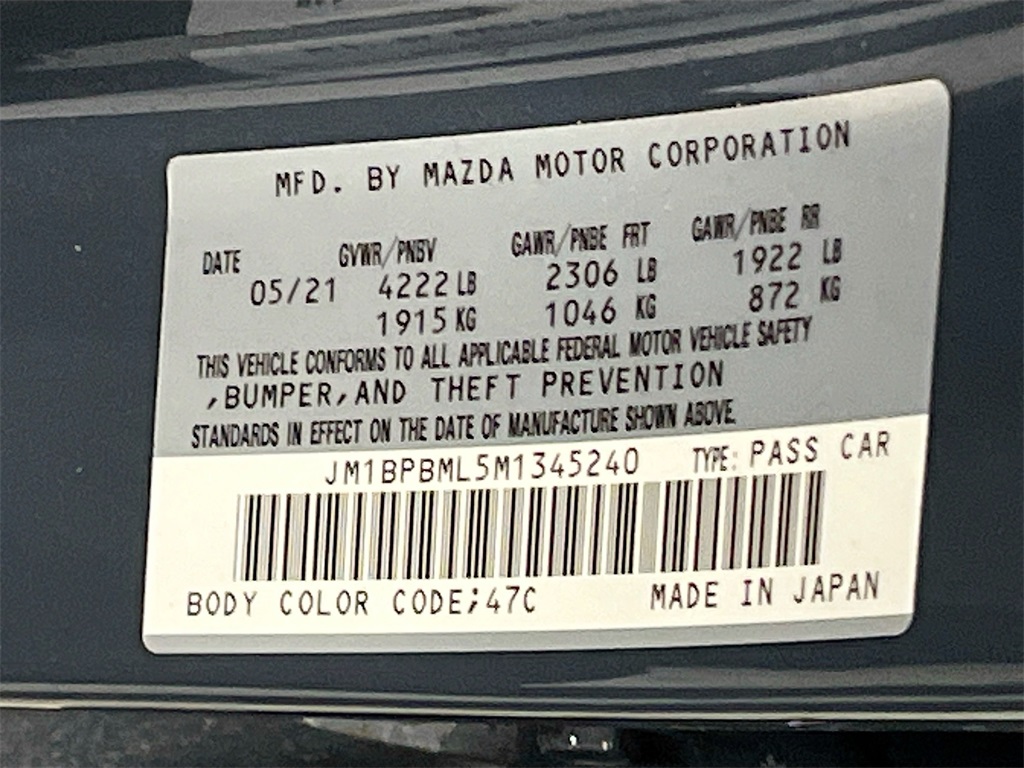 MFD. BY MAZDA MOTOR CORPORATION
DATE GVWR/PNBV GAWR/PNBE FRT GAWR/PNBE RR
05/21 4222 LB 2306 LB 1922 LB
1915 KG 1046 KG 872 KG
THIS VEHICLE CONFORMS TO ALL APPLICABLE FEDERAL MOTOR VEHICLE SAFETY
,BUMPER,AND THEFT PREVENTION
STANDARDS IN EFFECT ON THE DATE OF MANUFACTURE SHOWN ABOVE.
JM1BPBML5M1345240 TYPE: PASS CAR
BODY COLOR CODE;47C MADE IN JAPAN